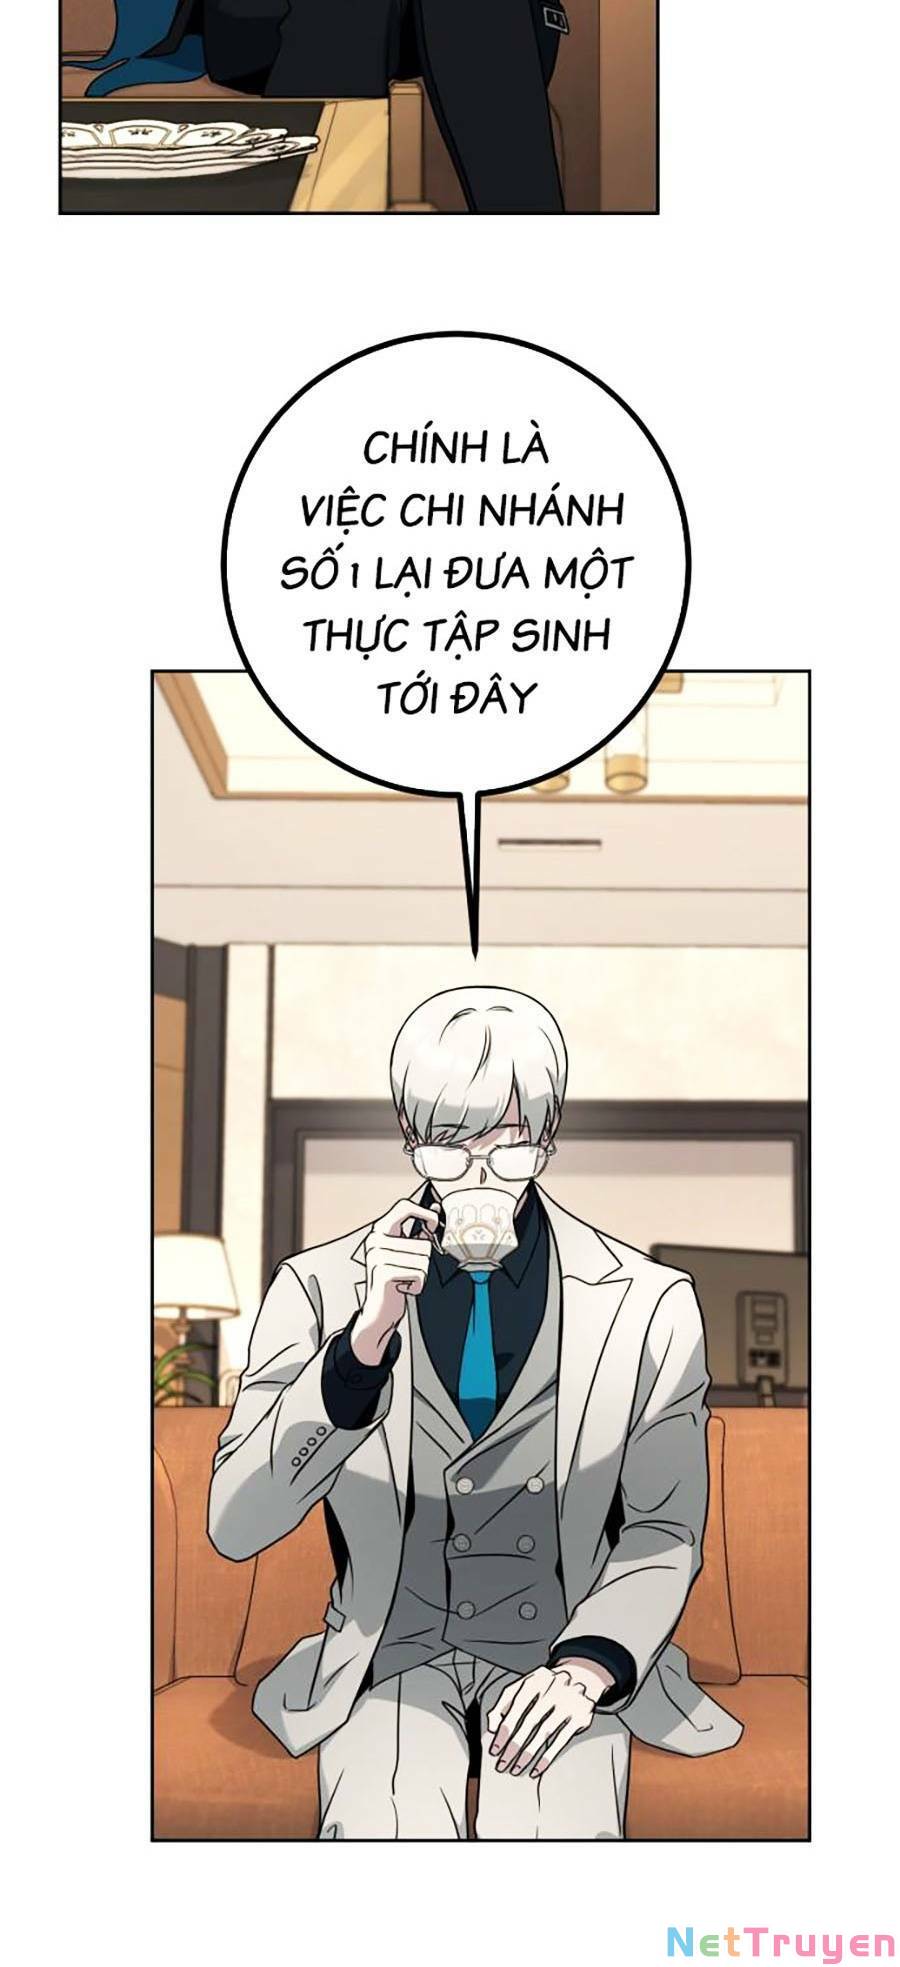 CHÍNH LÀ
VIỆC CHI NHÁNH
SỐ 1 LẠI ĐƯA MỘT
THỰC TẬP SINH
TỚI ĐÂY
NetTruyen